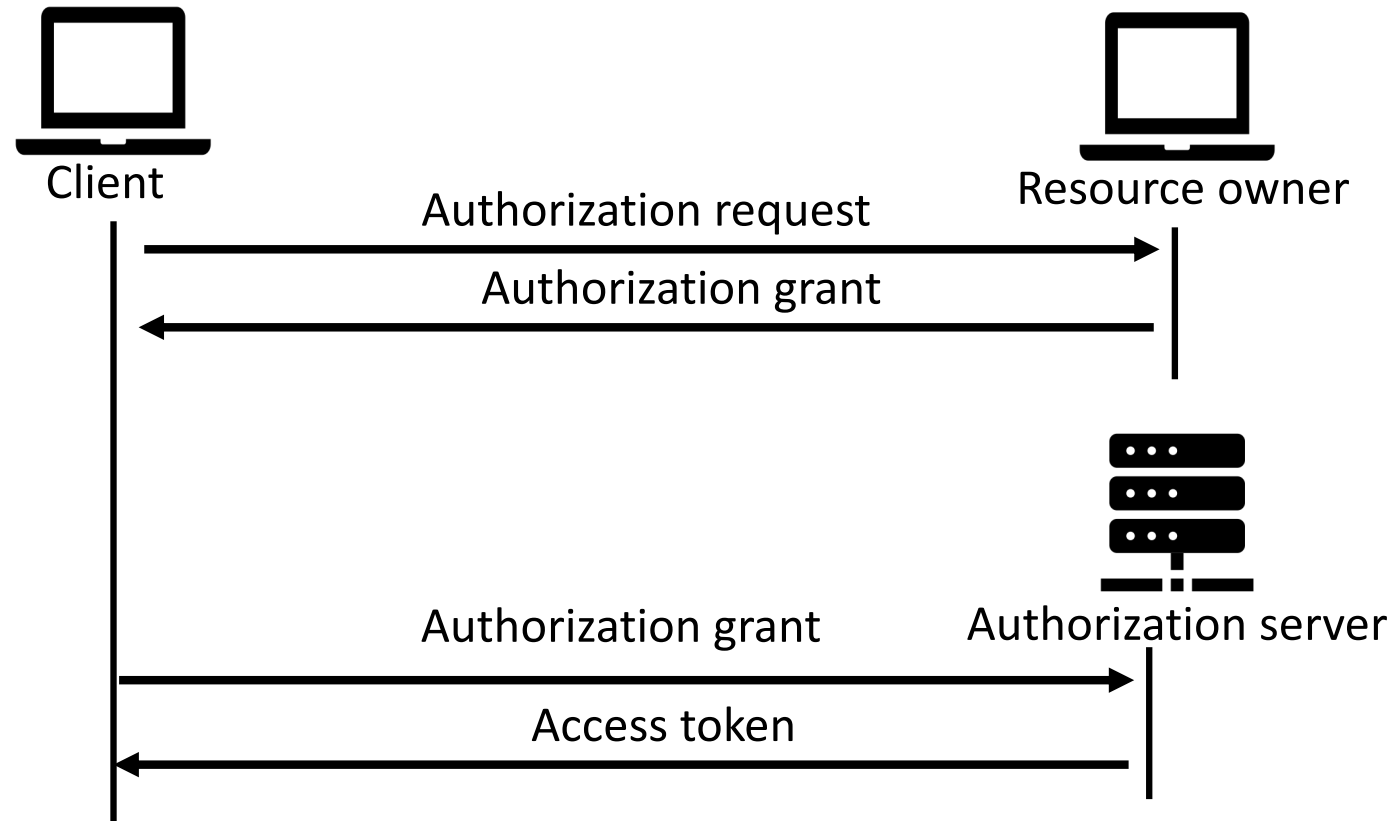 Client
Resource owner
Authorization request
Authorization grant
Authorization server
Authorization grant
Access token